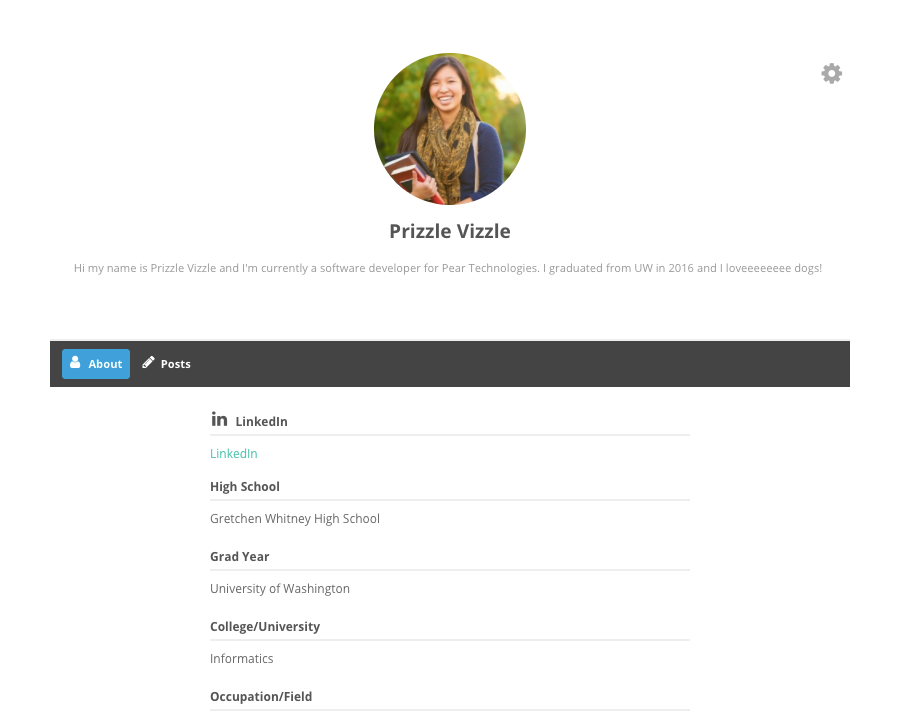 Prizzle Vizzle
Hi my name is Prizzle Vizzle and I'm currently a software developer for Pear Technologies. I graduated from UW in 2016 and I loveeeeeeee dogs!
About Posts
in LinkedIn
LinkedIn
High School
Gretchen Whitney High School
Grad Year
University of Washington
College/University
Informatics
Occupation/Field